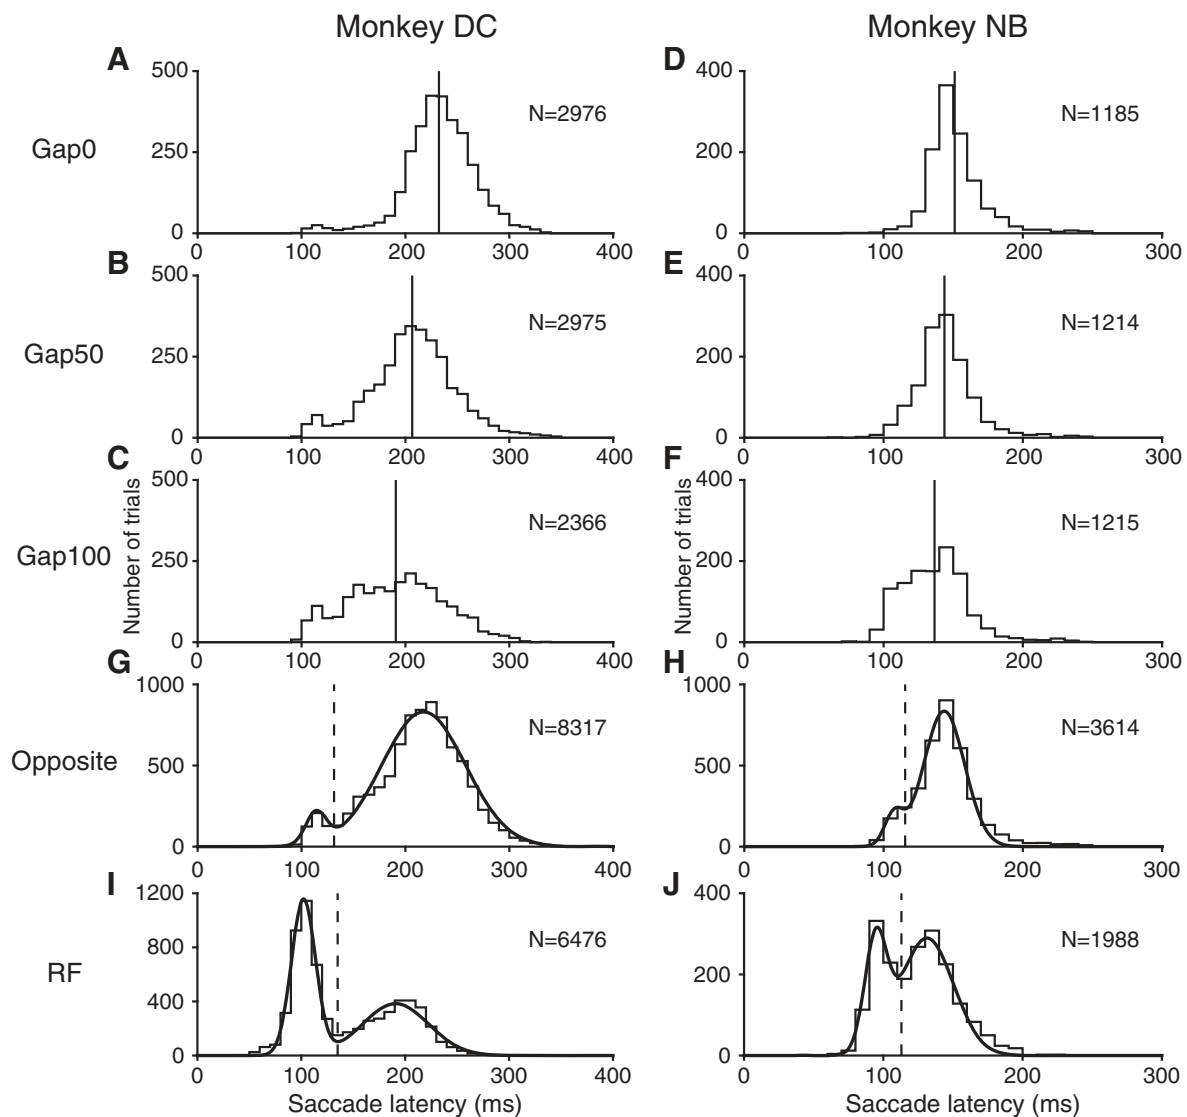 Monkey DC
Monkey NB
A
D
Gap0
500
250
0
0 100 200 300 400
N=2976
400
200
0
0 100 200 300
N=1185
B
E
Gap50
500
250
0
0 100 200 300 400
N=2975
400
200
0
0 100 200 300
N=1214
C
F
Gap100
Number of trials
500
250
0
0 100 200 300 400
N=2366
Number of trials
400
200
0
0 100 200 300
N=1215
G
H
Opposite
1000
500
0
0 100 200 300 400
N=8317
1000
500
0
0 100 200 300
N=3614
I
J
RF
1200
800
400
0
0 100 200 300 400
N=6476
400
200
0
0 100 200 300
N=1988
Saccade latency (ms)
Saccade latency (ms)